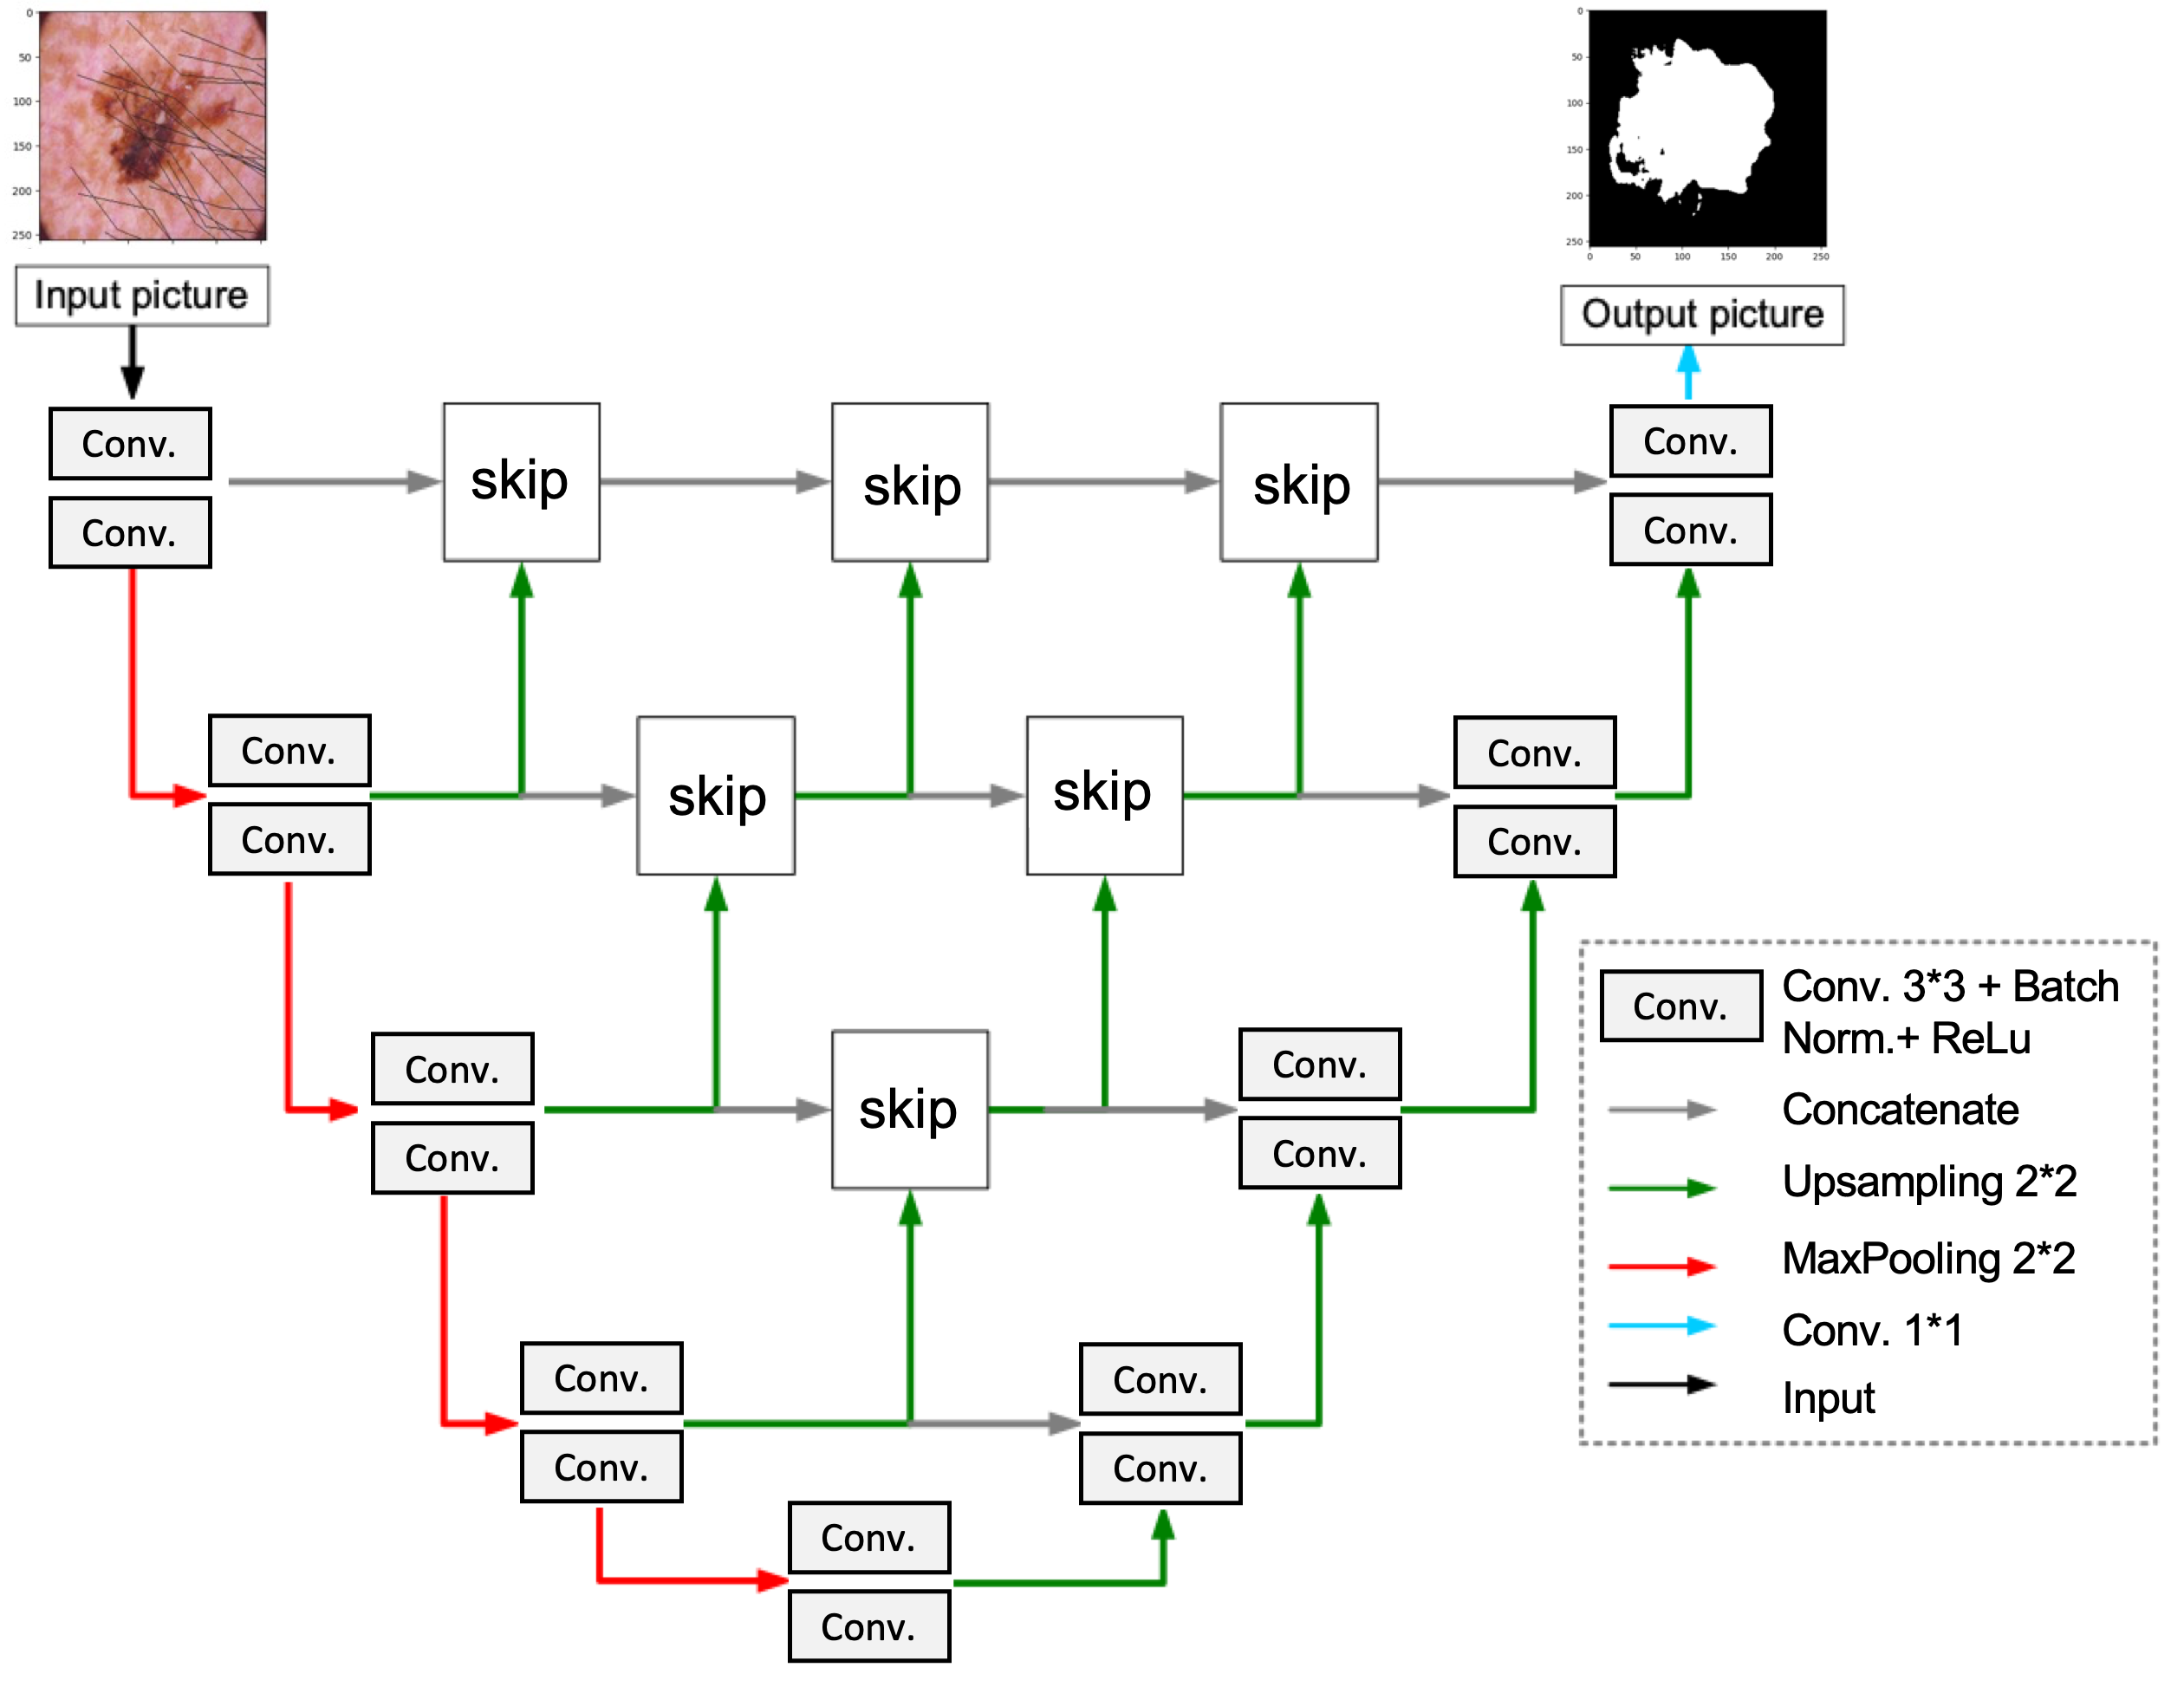 0
50
100
150
200
250
Input picture
0
50
100
150
200
250
0 50 100 150 200 250
Output picture
Conv.
Conv.
skip
skip
skip
Conv.
Conv.
Conv.
Conv.
skip
skip
Conv.
Conv.
Conv.
Conv.
skip
Conv.
Conv.
Conv.
Conv.
Conv.
Conv.
Conv.
Conv.
Conv.
Conv. 3*3 + Batch
Norm.+ ReLu
Concatenate
Upsampling 2*2
MaxPooling 2*2
Conv. 1*1
Input